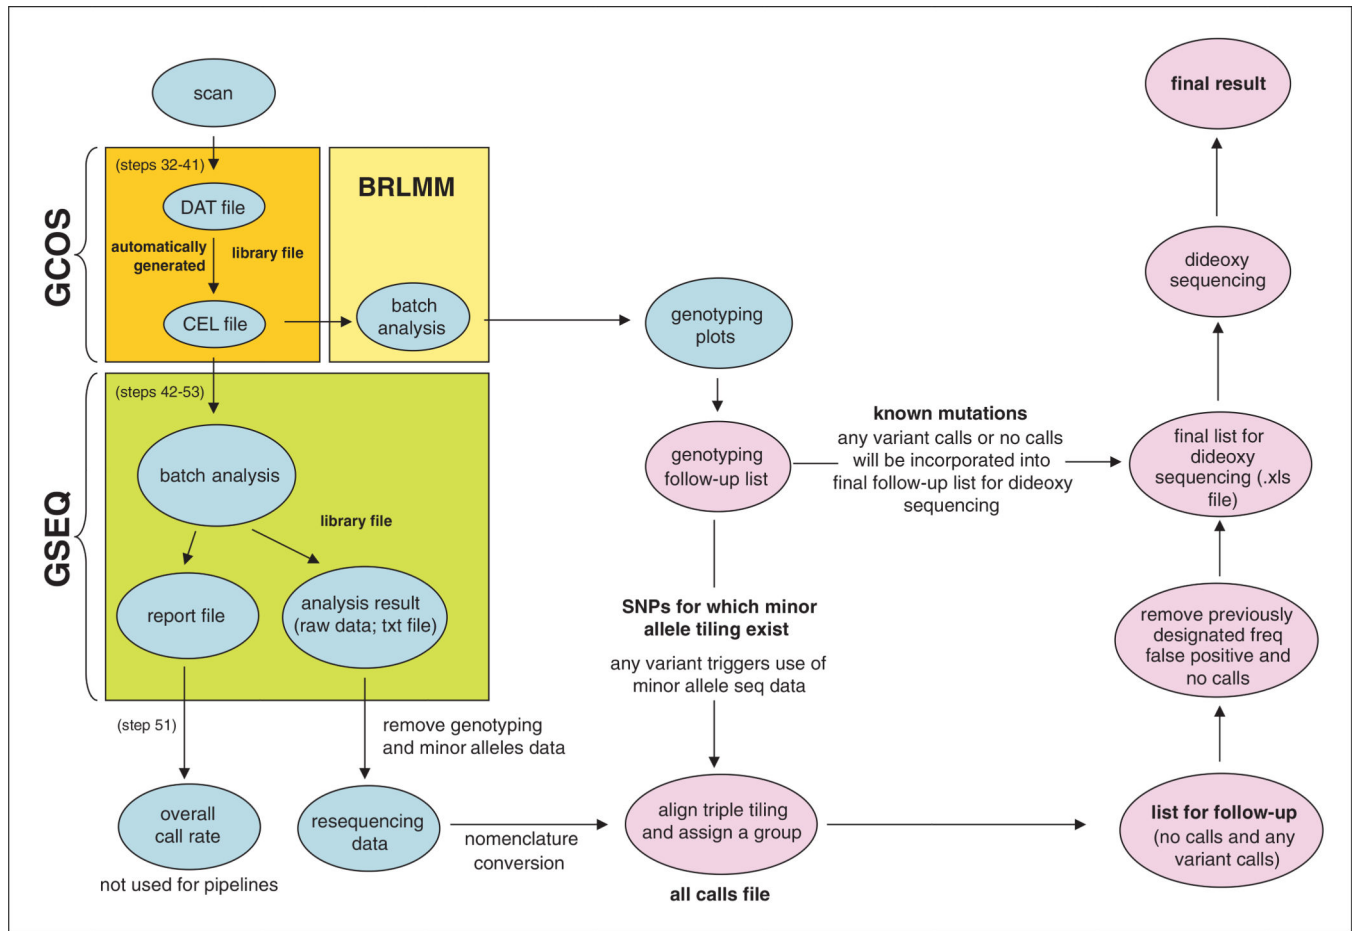 scan
GCOS
(steps 32-41)
DAT file
automatically
generated
library file
CEL file
BRLMM
batch
analysis
GSEQ
(steps 42-53)
batch analysis
library file
report file
analysis result
(raw data; txt file)
(step 51)
remove genotyping
and minor alleles data
overall
call rate
not used for pipelines
resequencing
data
nomenclature
conversion
genotyping
plots
genotyping
follow-up list
known mutations
any variant calls or no calls
will be incorporated into
final follow-up list for dideoxy
sequencing
SNPs for which minor
allele tiling exist
any variant triggers use of
minor allele seq data
align triple tiling
and assign a group
all calls file
final result
dideoxy
sequencing
final list for
dideoxy
sequencing (.xls
file)
remove previously
designated freq
false positive and
no calls
list for follow-up
(no calls and any
variant calls)